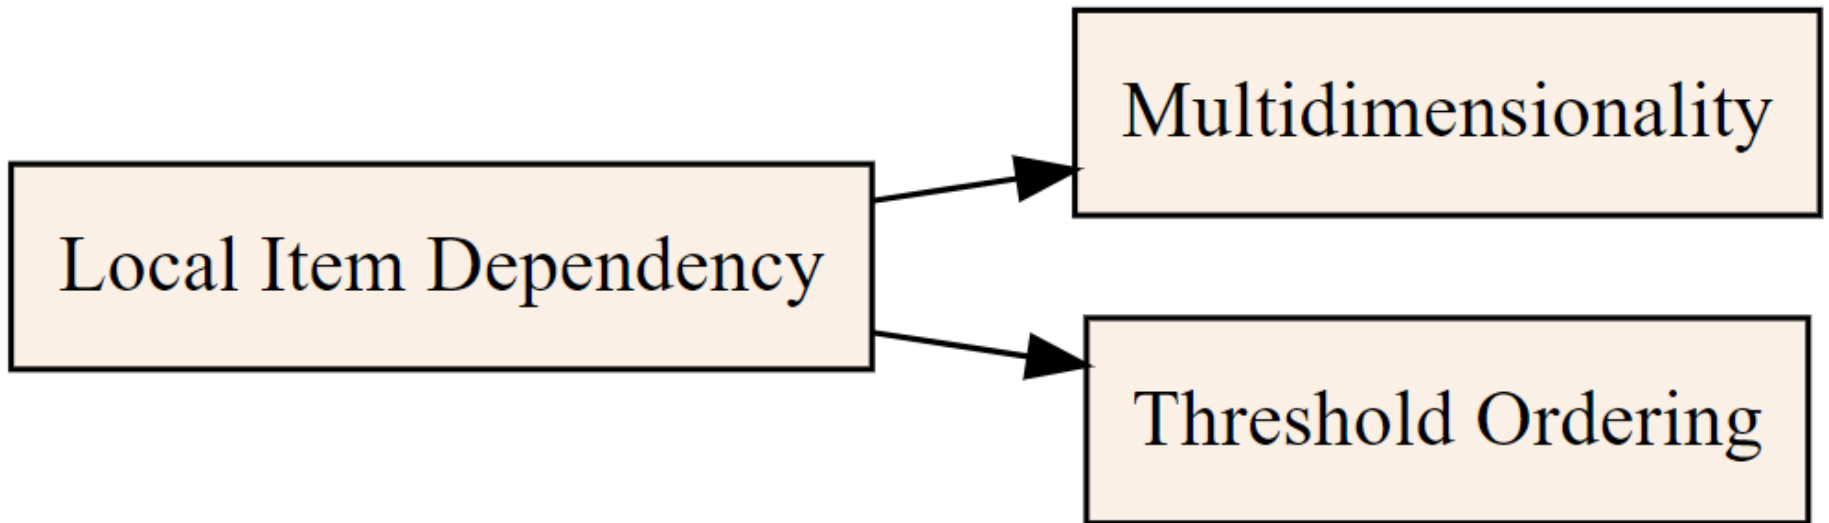 Multidimensionality
Local Item Dependency
Threshold Ordering